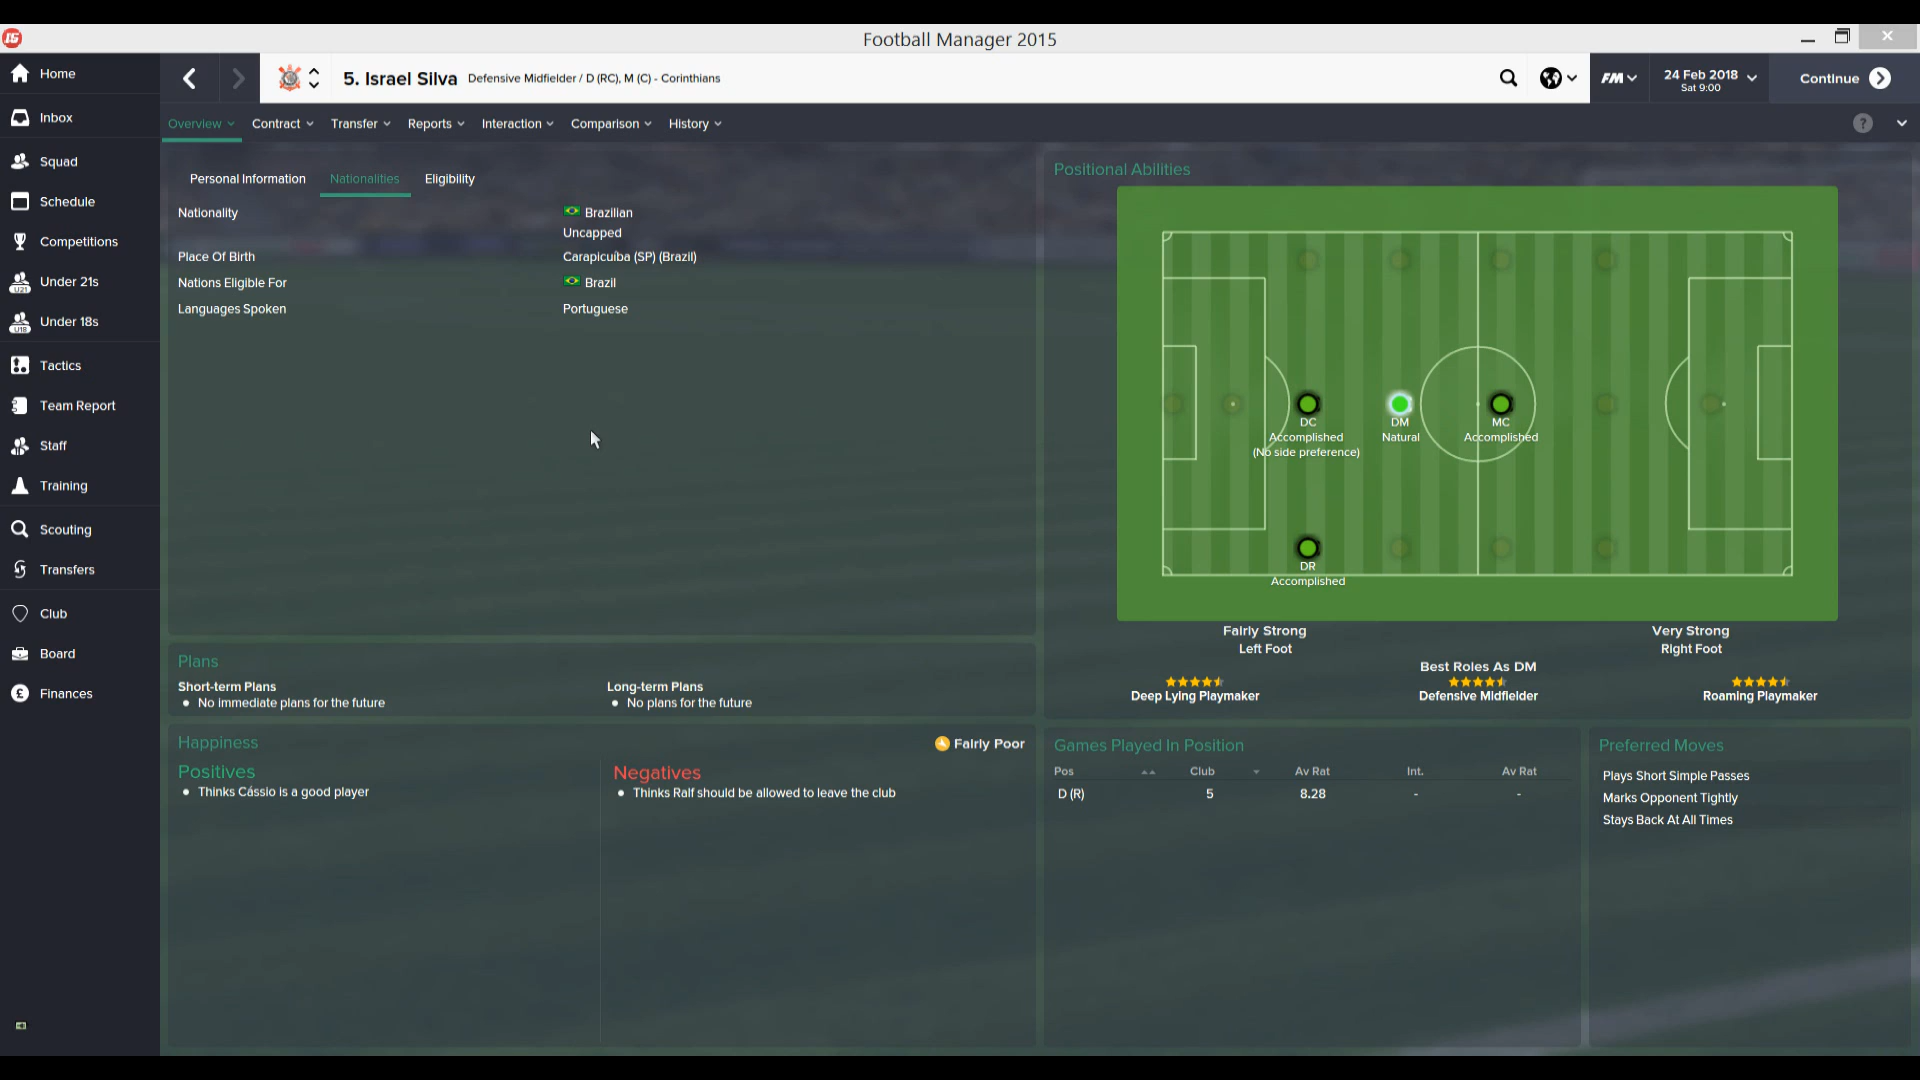 Football Manager 2015
Home
5. Israel Silva
Defensive Midfielder / D (RC), M (C) - Corinthians
FM
24 Feb 2018
Sat 9:00
Continue
Overview
Contract
Transfer
Reports
Interaction
Comparison
History
?
Inbox
Squad
Schedule
Competitions
Under 21s
Under 18s
Tactics
Team Report
Staff
Training
Scouting
Transfers
Club
Board
Finances
Personal Information
Nationalities
Eligibility
Nationality
Brazilian
Uncapped
Place Of Birth
Carapicuíba (SP) (Brazil)
Nations Eligible For
Brazil
Languages Spoken
Portuguese
Positional Abilities
DC
Accomplished
(No side preference)
DM
Natural
MC
Accomplished
DR
Accomplished
Fairly Strong
Left Foot
Very Strong
Right Foot
Best Roles As DM
Deep Lying Playmaker
Defensive Midfielder
Roaming Playmaker
Plans
Short-term Plans
No immediate plans for the future
Long-term Plans
No plans for the future
Happiness
Fairly Poor
Positives
Thinks Cássio is a good player
Negatives
Thinks Ralf should be allowed to leave the club
Games Played In Position
Pos Club Av Rat Int. Av Rat
D (R) 5 8.28 - -
Preferred Moves
Plays Short Simple Passes
Marks Opponent Tightly
Stays Back At All Times